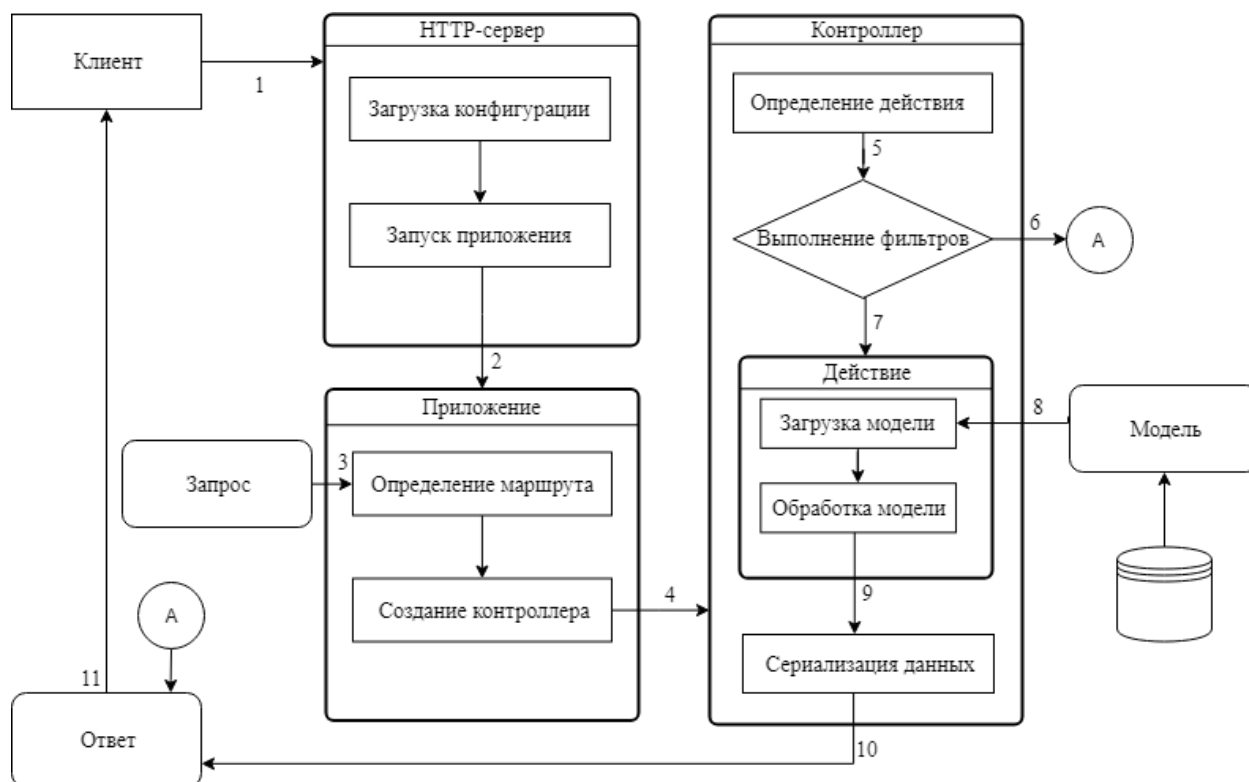 Клиент
1
HTTP-сервер
Загрузка конфигурации
Запуск приложения
2
Приложение
Запрос
3
Определение маршрута
Создание контроллера
4
Контроллер
Определение действия
5
Выполнение фильтров
6
A
7
Действие
Загрузка модели
8
Модель
Обработка модели
9
Сериализация данных
10
A
11
Ответ